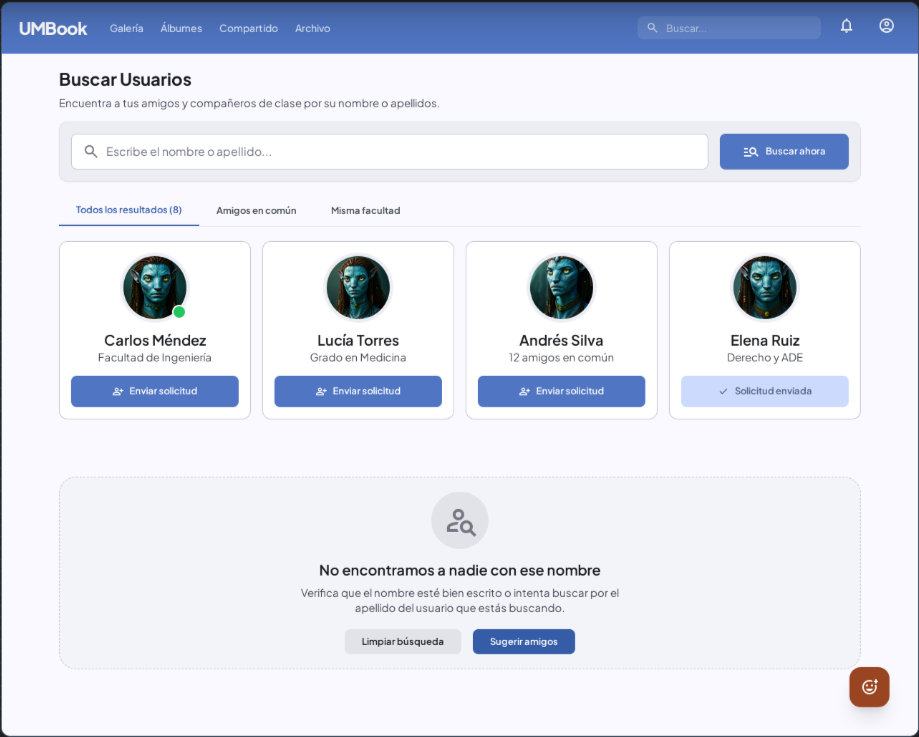 UMBook
Galería
Álbumes
Compartido
Archivo
Buscar...
Buscar Usuarios
Encuentra a tus amigos y compañeros de clase por su nombre o apellidos.
Escribe el nombre o apellido...
Buscar ahora
Todos los resultados (8)
Amigos en común
Misma facultad
Carlos Méndez
Facultad de Ingeniería
Enviar solicitud
Lucía Torres
Grado en Medicina
Enviar solicitud
Andrés Silva
12 amigos en común
Enviar solicitud
Elena Ruiz
Derecho y ADE
Solicitud enviada
No encontramos a nadie con ese nombre
Verifica que el nombre esté bien escrito o intenta buscar por el
apellido del usuario que estás buscando.
Limpiar búsqueda
Sugerir amigos